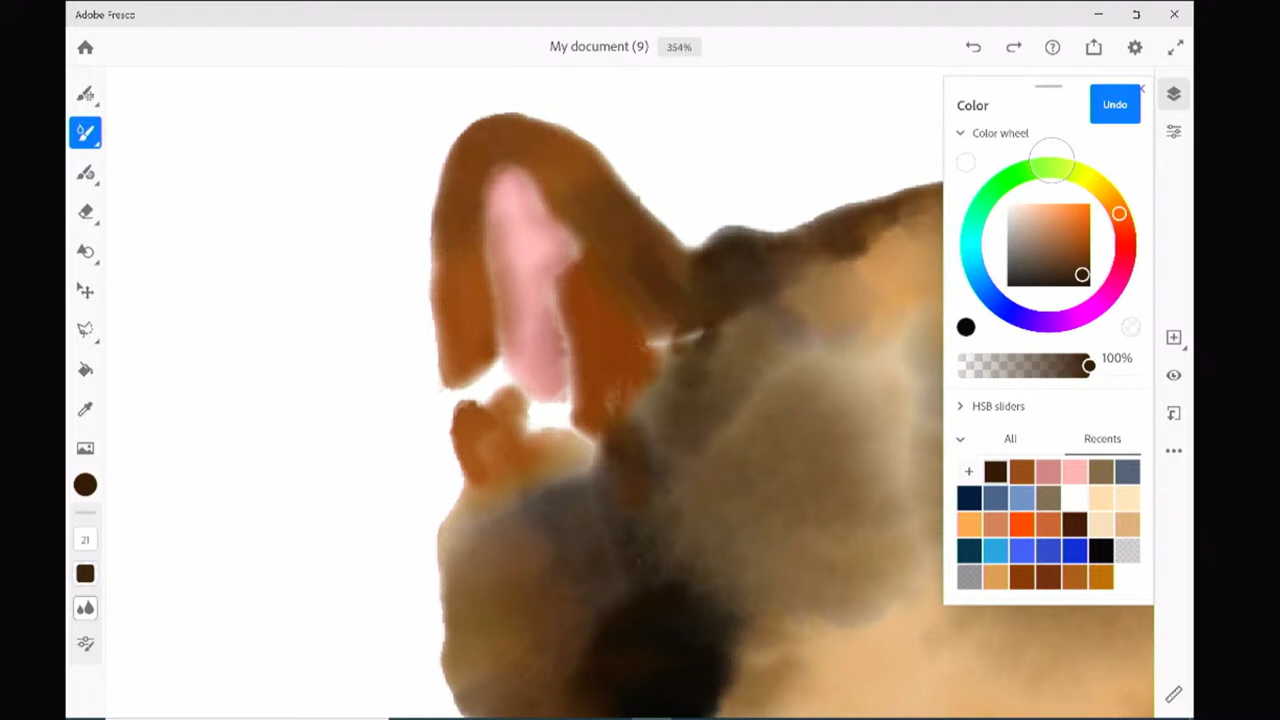 Adobe Fresco
My document (9) 354%
Color
Undo
Color wheel
100%
HSB sliders
All Recents
21